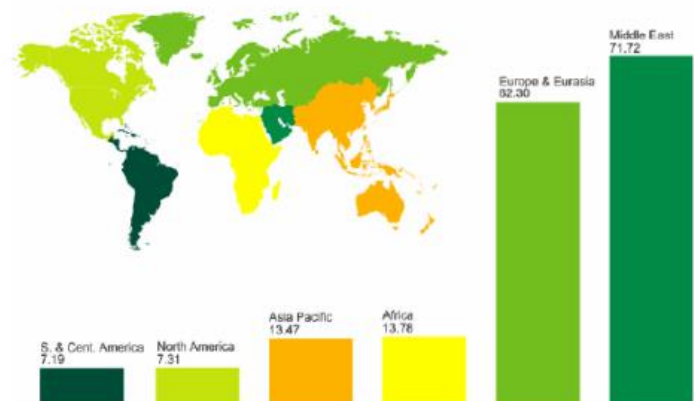 Middle East
71.72
Europe & Eurasia
62.30
Asia Pacific
13.47
Africa
13.78
S. & Cent. America
7.19
North America
7.31